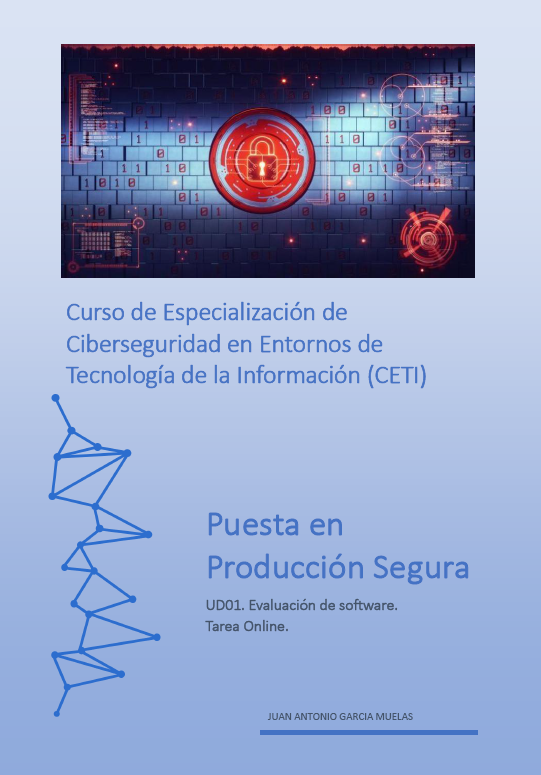 Curso de Especialización de
Ciberseguridad en Entornos de
Tecnología de la Información (CETI)
Puesta en
Producción Segura
UD01. Evaluación de software.
Tarea Online.
JUAN ANTONIO GARCIA MUELAS